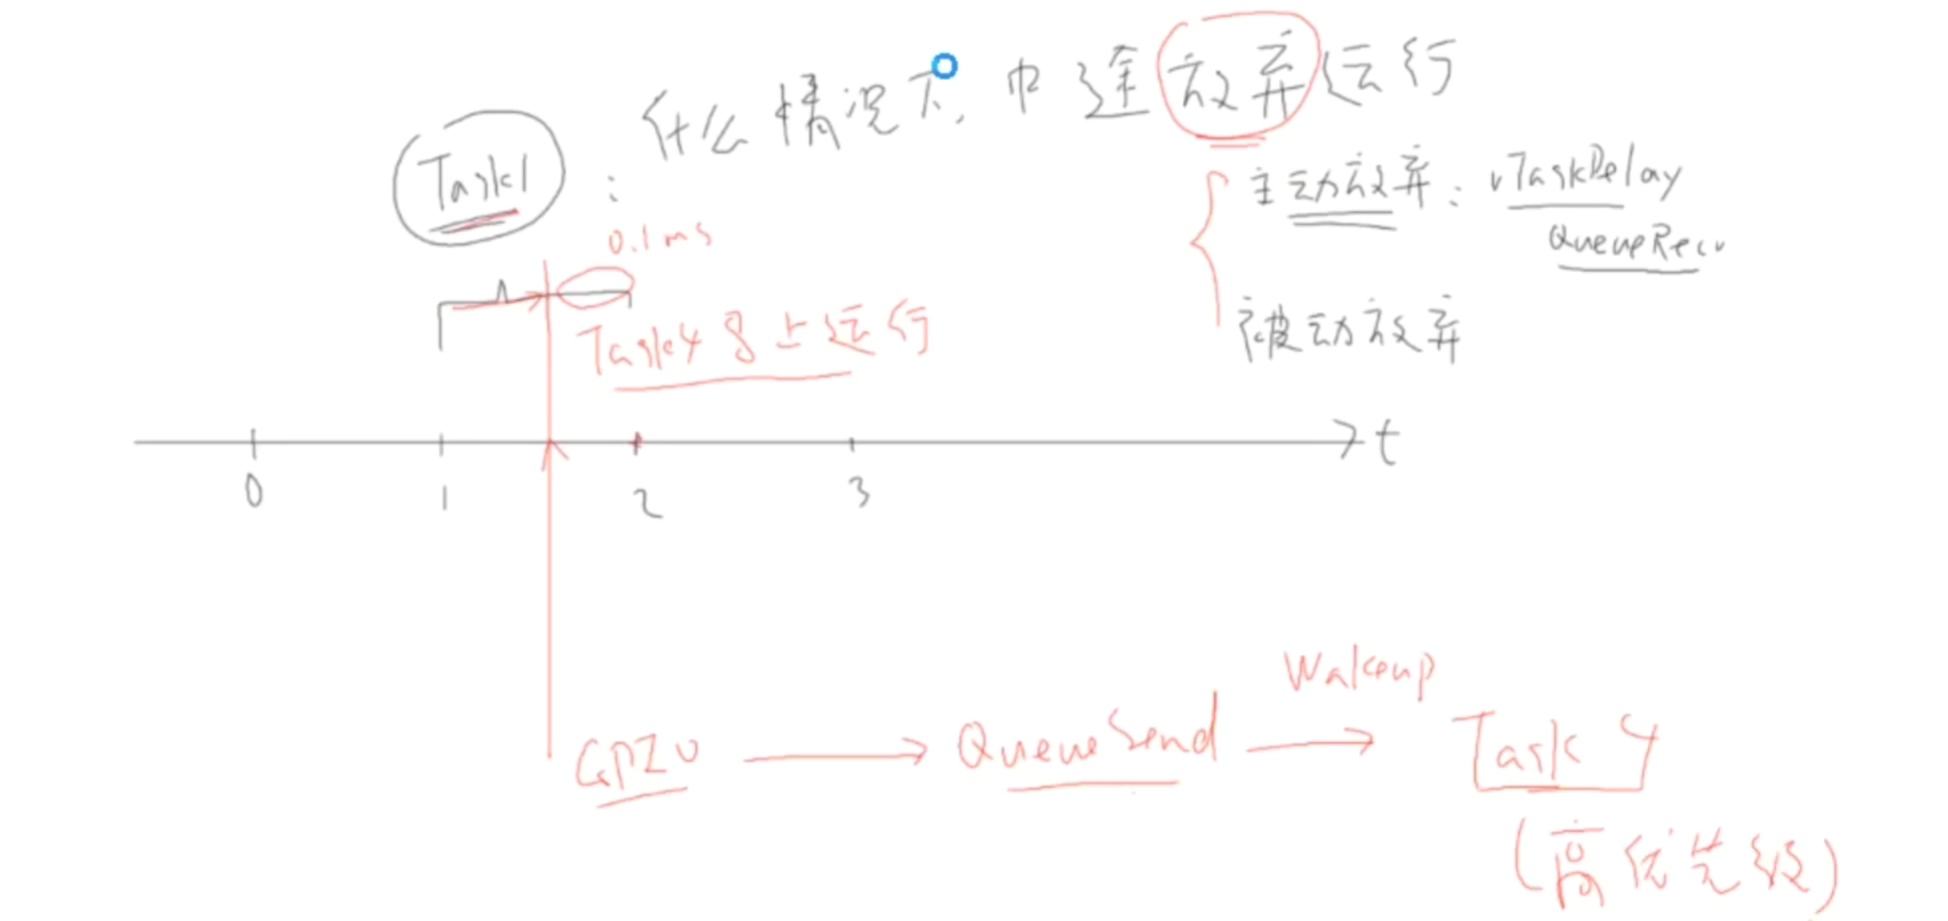 Task1 : 什么情况下, 中途放弃运行
主动放弃: vTaskDelay
QueueRecv
被动放弃
0.1ms
Task4 马上运行
t
0 1 2 3
GPIO QueueSend Wakeup Task 4
(高优先级)